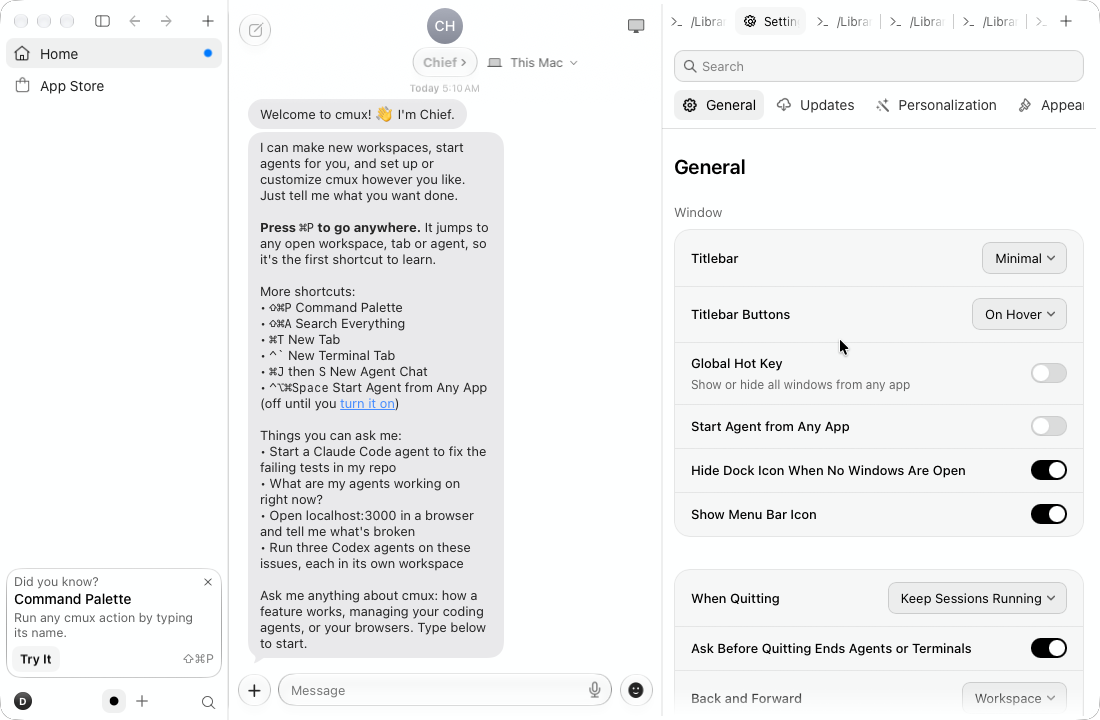 Home
App Store
Did you know?
Command Palette
Run any cmux action by typing
its name.
Try It
⇧⌘P
D
CH
Chief
This Mac
Today 5:10 AM
Welcome to cmux! 👋 I'm Chief.
I can make new workspaces, start
agents for you, and set up or
customize cmux however you like.
Just tell me what you want done.
Press ⌘P to go anywhere. It jumps to
any open workspace, tab or agent, so
it's the first shortcut to learn.
More shortcuts:
• ⇧⌘P Command Palette
• ⇧⌘A Search Everything
• ⌘T New Tab
• ^` New Terminal Tab
• ⌘J then S New Agent Chat
• ^⌥⌘Space Start Agent from Any App
(off until you turn it on)
Things you can ask me:
• Start a Claude Code agent to fix the
failing tests in my repo
• What are my agents working on
right now?
• Open localhost:3000 in a browser
and tell me what's broken
• Run three Codex agents on these
issues, each in its own workspace
Ask me anything about cmux: how a
feature works, managing your coding
agents, or your browsers. Type below
to start.
Message
/Librar
Setting
/Librar
/Librar
/Librar
Search
General
Updates
Personalization
Appear
General
Window
Titlebar
Minimal
Titlebar Buttons
On Hover
Global Hot Key
Show or hide all windows from any app
Start Agent from Any App
Hide Dock Icon When No Windows Are Open
Show Menu Bar Icon
When Quitting
Keep Sessions Running
Ask Before Quitting Ends Agents or Terminals
Back and Forward
Workspace